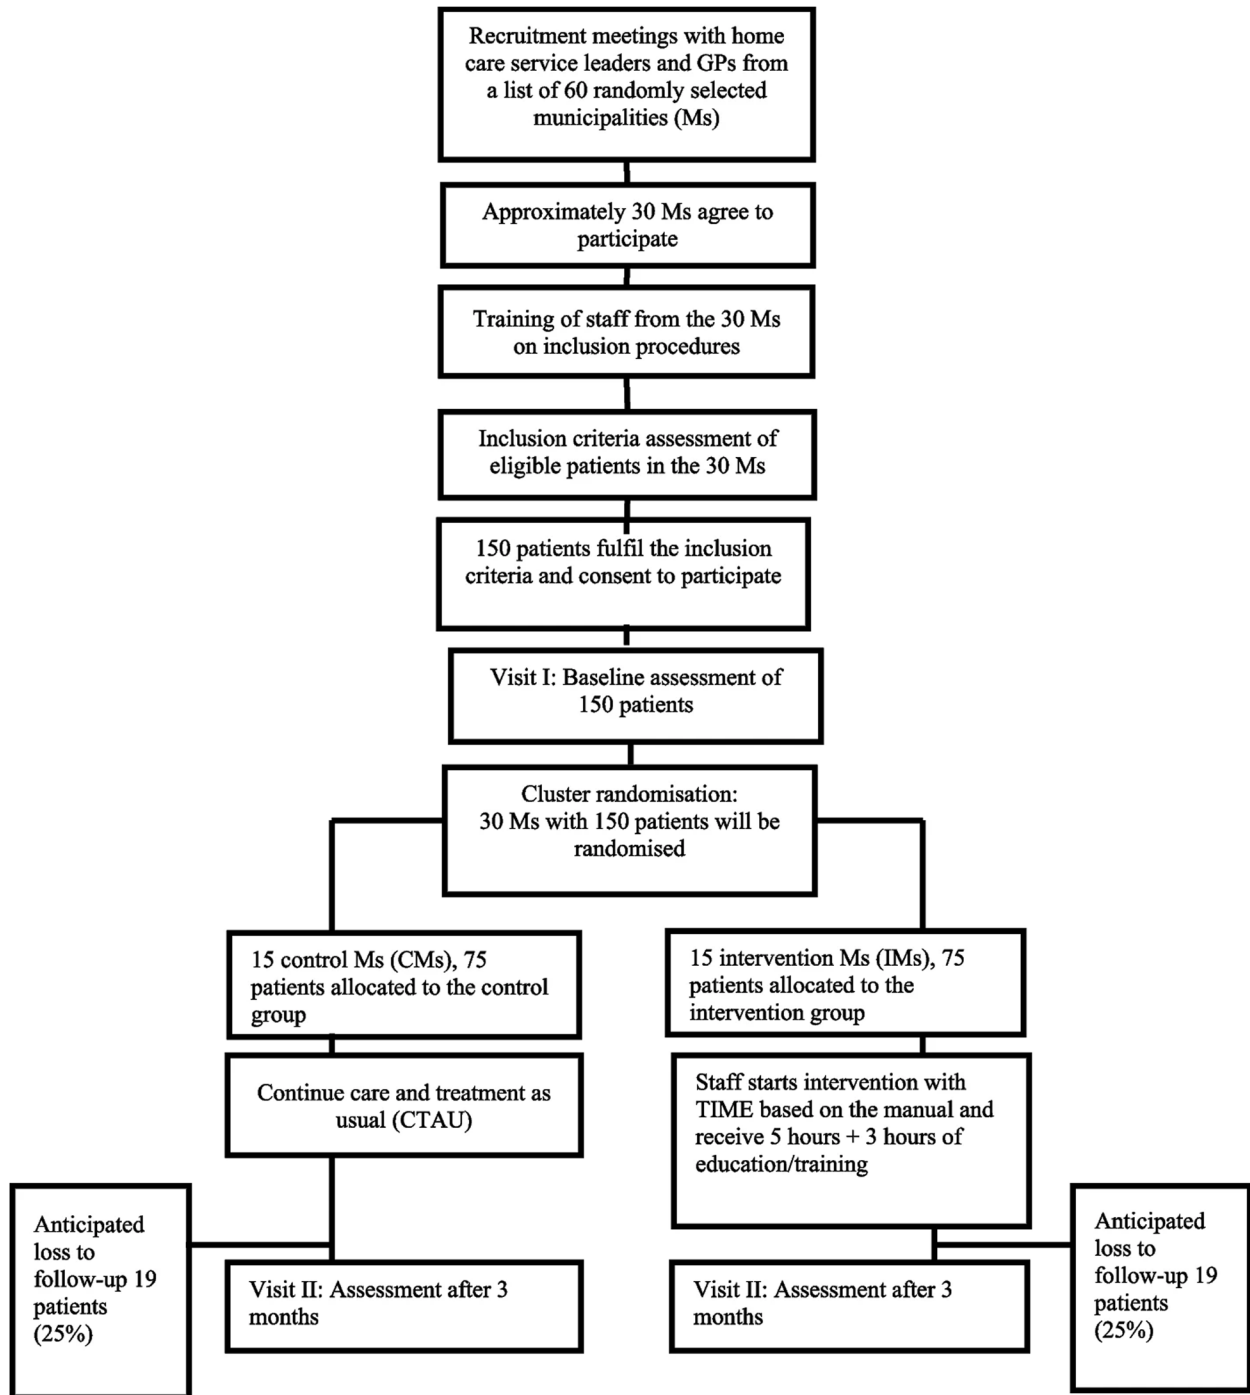 Recruitment meetings with home
care service leaders and GPs from
a list of 60 randomly selected
municipalities (Ms)
Approximately 30 Ms agree to
participate
Training of staff from the 30 Ms
on inclusion procedures
Inclusion criteria assessment of
eligible patients in the 30 Ms
150 patients fulfil the inclusion
criteria and consent to participate
Visit I: Baseline assessment of
150 patients
Cluster randomisation:
30 Ms with 150 patients will be
randomised
15 control Ms (CMs), 75
patients allocated to the control
group
15 intervention Ms (IMs), 75
patients allocated to the
intervention group
Continue care and treatment as
usual (CTAU)
Staff starts intervention with
TIME based on the manual and
receive 5 hours + 3 hours of
education/training
Anticipated
loss to
follow-up 19
patients
(25%)
Visit II: Assessment after 3
months
Visit II: Assessment after 3
months
Anticipated
loss to
follow-up 19
patients
(25%)